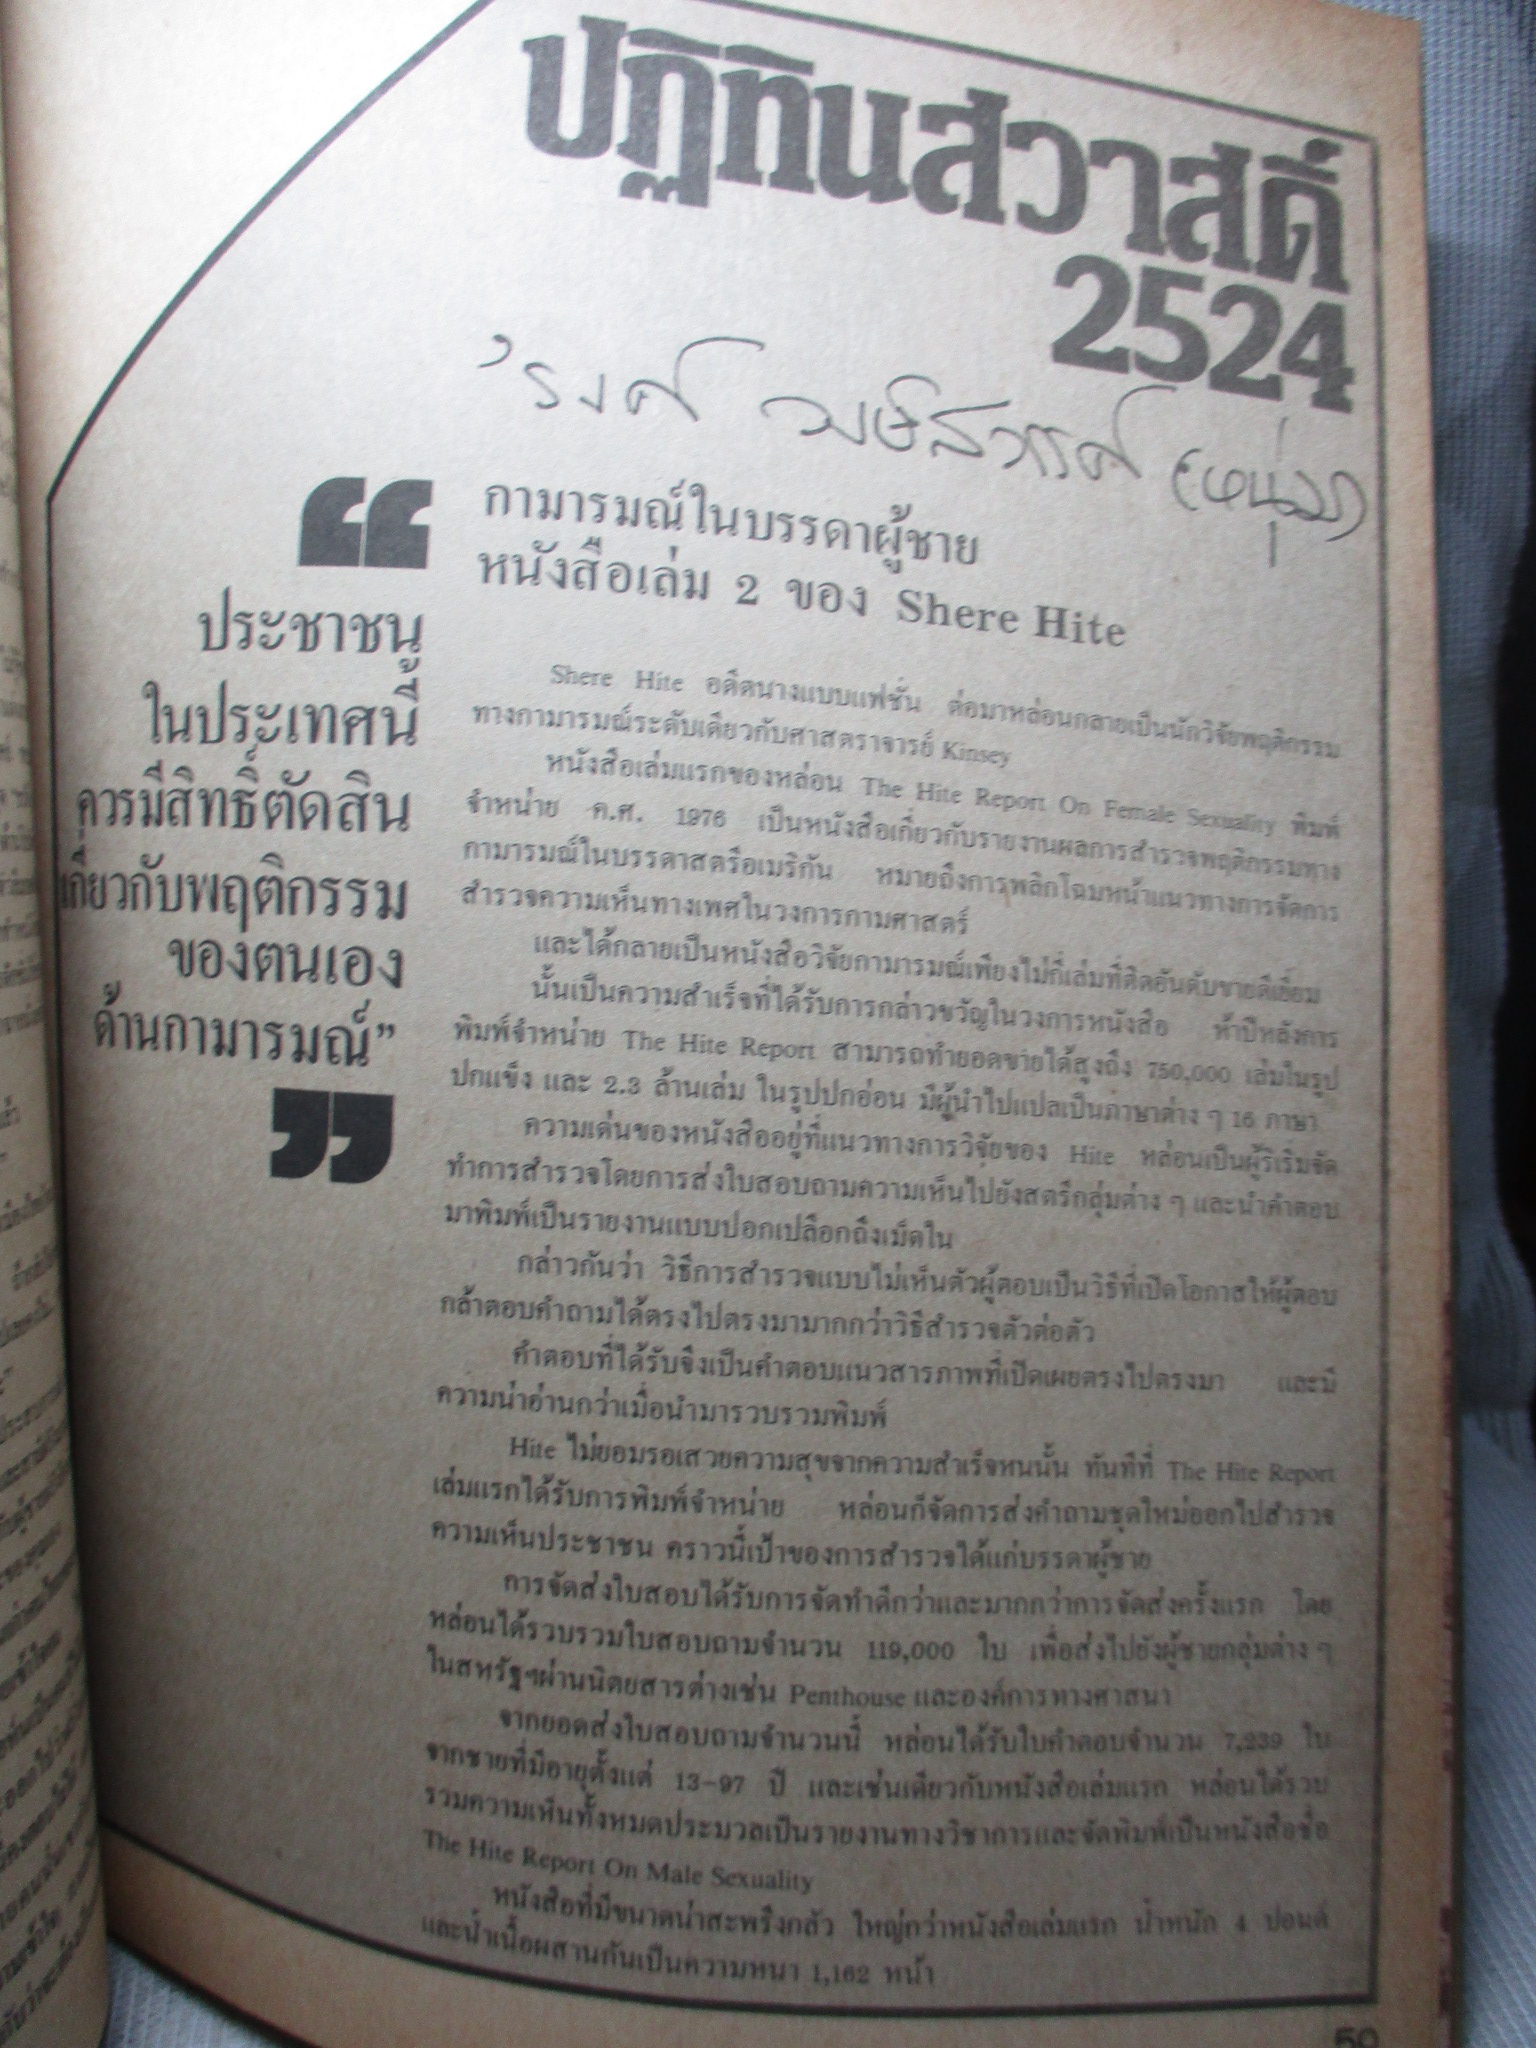 ปฏิทินสวาสดิ์
2524
’รงค์ วงษ์สวรรค์ (หนุ่ม)
“
ประชาชน
ในประเทศนี้
ควรมีสิทธิ์ตัดสิน
เกี่ยวกับพฤติกรรม
ของตนเอง
ด้านกามารมณ์”
”
กามารมณ์ในบรรดาผู้ชาย
หนังสือเล่ม 2 ของ Shere Hite
Shere Hite อดีตนางแบบแฟชั่น ต่อมาหล่อนกลายเป็นนักวิจัยพฤติกรรม
ทางกามารมณ์ระดับเดียวกับศาสตราจารย์ Kinsey
หนังสือเล่มแรกของหล่อน The Hite Report On Female Sexuality พิมพ์
จำหน่าย ค.ศ. 1976 เป็นหนังสือเกี่ยวกับรายงานผลการสำรวจพฤติกรรมทาง
กามารมณ์ในบรรดาสตรีอเมริกัน หมายถึงการพลิกโฉมหน้าแนวทางการจัดการ
สำรวจความเห็นทางเพศในวงการกามศาสตร์
และได้กลายเป็นหนังสือวิจัยกามารมณ์เพียงไม่กี่เล่มที่ติดอันดับขายดีเยี่ยม
นั้นเป็นความสำเร็จที่ได้รับการกล่าวขวัญในวงการหนังสือ ห้าปีหลังการ
พิมพ์จำหน่าย The Hite Report สามารถทำยอดขายได้สูงถึง 750,000 เล่มในรูป
ปกแข็ง และ 2.3 ล้านเล่ม ในรูปปกอ่อน มีผู้นำไปแปลเป็นภาษาต่าง ๆ 16 ภาษา
ความเด่นของหนังสืออยู่ที่แนวทางการวิจัยของ Hite หล่อนเป็นผู้ริเริ่มจัด
ทำการสำรวจโดยการส่งใบสอบถามความเห็นไปยังสตรีกลุ่มต่าง ๆ และนำคำตอบ
มาพิมพ์เป็นรายงานแบบปอกเปลือกถึงเม็ดใน
กล่าวกันว่า วิธีการสำรวจแบบไม่เห็นตัวผู้ตอบเป็นวิธีที่เปิดโอกาสให้ผู้ตอบ
กล้าตอบคำถามได้ตรงไปตรงมามากกว่าวิธีสำรวจตัวต่อตัว
คำตอบที่ได้รับจึงเป็นคำตอบแนวสารภาพที่เปิดเผยตรงไปตรงมา และมี
ความน่าอ่านกว่าเมื่อนำมารวบรวมพิมพ์
Hite ไม่ยอมรอเสวยความสุขจากความสำเร็จหนนั้น ทันทีที่ The Hite Report
เล่มแรกได้รับการพิมพ์จำหน่าย หล่อนก็จัดการส่งคำถามชุดใหม่ออกไปสำรวจ
ความเห็นประชาชน คราวนี้เป้าของการสำรวจได้แก่บรรดาผู้ชาย
การจัดส่งใบสอบได้รับการจัดทำดีกว่าและมากกว่าการจัดส่งครั้งแรก โดย
หล่อนได้รวบรวมใบสอบถามจำนวน 119,000 ใบ เพื่อส่งไปยังผู้ชายกลุ่มต่าง ๆ
ในสหรัฐฯผ่านนิตยสารต่างเช่น Penthouse และองค์การทางศาสนา
จากยอดส่งใบสอบถามจำนวนนี้ หล่อนได้รับใบคำตอบจำนวน 7,239 ใบ
จากชายที่มีอายุตั้งแต่ 13-97 ปี และเช่นเดียวกับหนังสือเล่มแรก หล่อนได้รวบ
รวมความเห็นทั้งหมดประมวลเป็นรายงานทางวิชาการและจัดพิมพ์เป็นหนังสือชื่อ
The Hite Report On Male Sexuality
หนังสือที่มีขนาดน่าสะพรึงกลัว ใหญ่กว่าหนังสือเล่มแรก น้ำหนัก 4 ปอนด์
และน้ำเนื้อผสานกันเป็นความหนา 1,162 หน้า